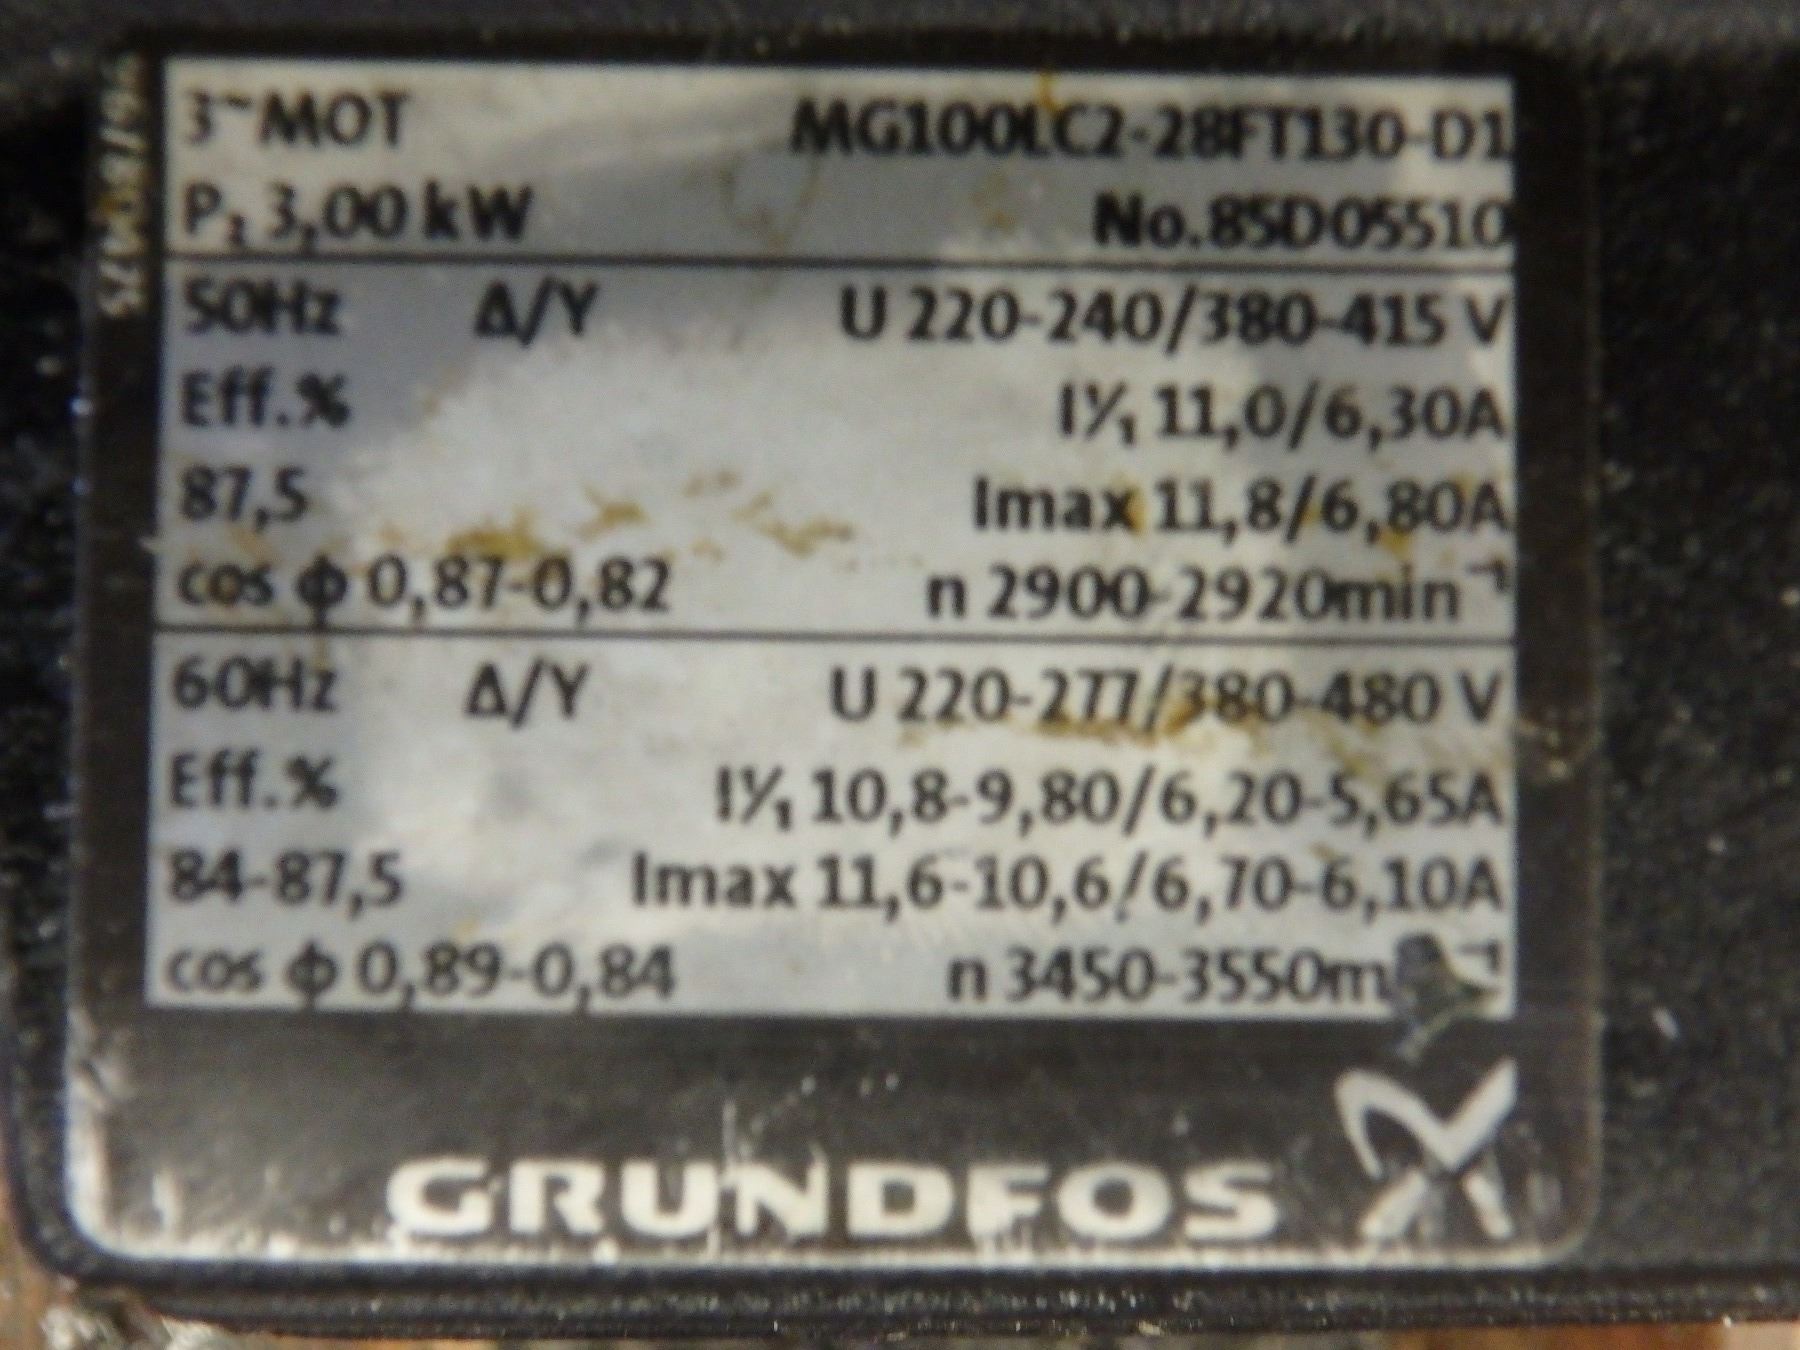 3~MOT MG100LC2-28FT130-D1
P2 3,00 kW No.85D05510
50Hz Δ/Y U 220-240/380-415 V
Eff.% I1/1 11,0/6,30A
87,5 Imax 11,8/6,80A
cos ϕ 0,87-0,82 n 2900-2920min⁻¹
60Hz Δ/Y U 220-277/380-480 V
Eff.% I1/1 10,8-9,80/6,20-5,65A
84-87,5 Imax 11,6-10,6/6,70-6,10A
cos ϕ 0,89-0,84 n 3450-3550m ⁻¹
GRUNDFOS